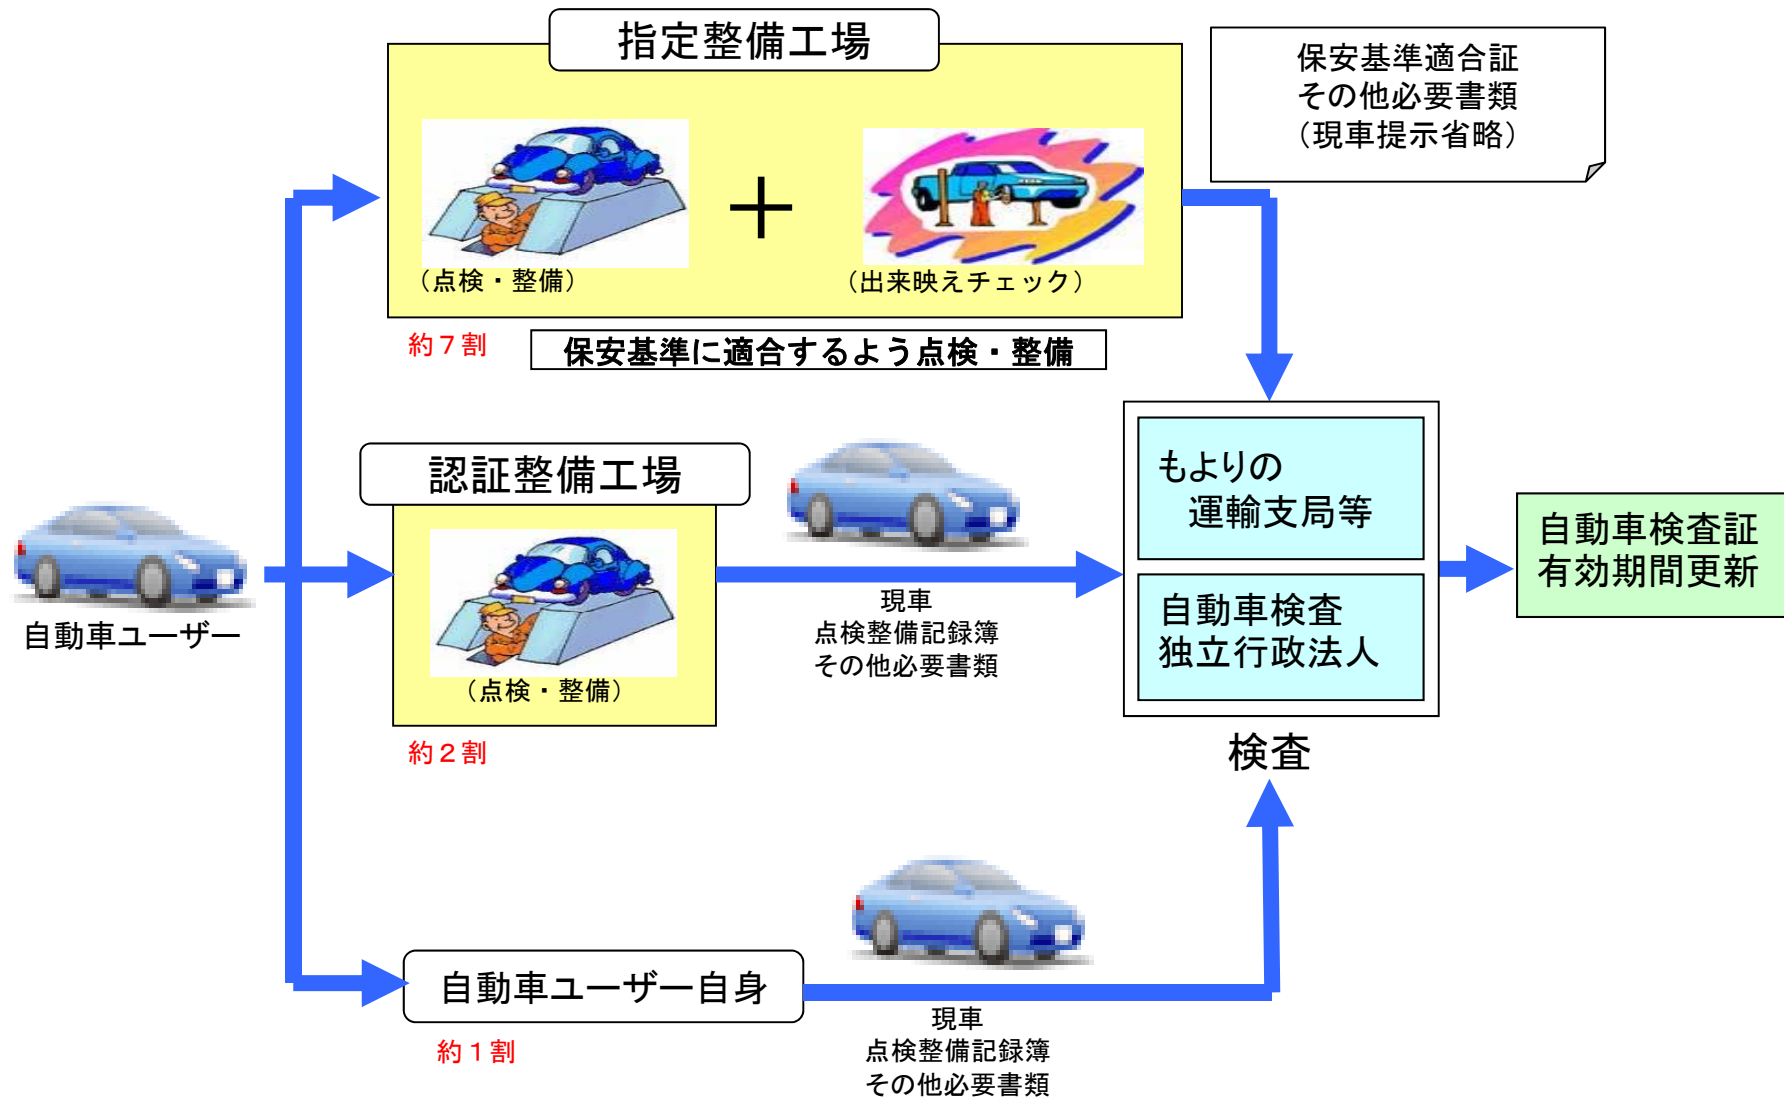 指定整備工場
保安基準適合証
その他必要書類
（現車提示省略）
＋
（点検・整備）
（出来映えチェック）
約７割
保安基準に適合するよう点検・整備
認証整備工場
もよりの
運輸支局等
自動車検査証
有効期間更新
自動車ユーザー
現車
点検整備記録簿
その他必要書類
自動車検査
独立行政法人
（点検・整備）
約２割
検査
自動車ユーザー自身
現車
点検整備記録簿
その他必要書類
約１割